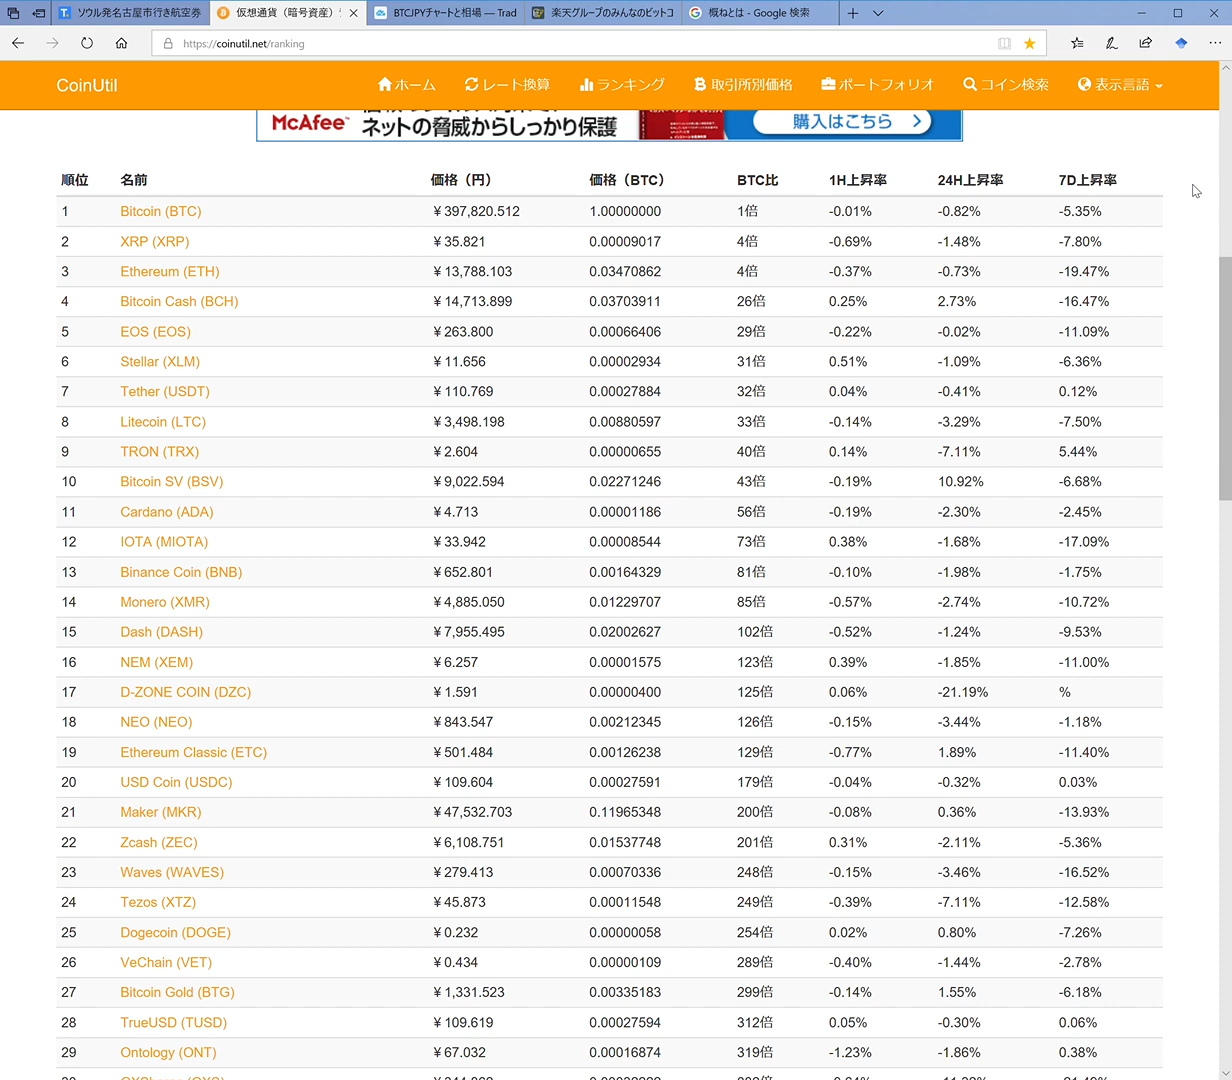 ソウル発名古屋市行き航空券
仮想通貨（暗号資産）
BTCJPYチャートと相場 — Trad
楽天グループのみんなのビットコ
概ねとは - Google 検索
https://coinutil.net/ranking
CoinUtil ホーム レート換算 ランキング 取引所別価格 ポートフォリオ コイン検索 表示言語
McAfee™ ネットの脅威からしっかり保護 購入はこちら
順位 名前 価格（円） 価格（BTC） BTC比 1H上昇率 24H上昇率 7D上昇率
1 Bitcoin (BTC) ¥397,820.512 1.00000000 1倍 -0.01% -0.82% -5.35%
2 XRP (XRP) ¥35.821 0.00009017 4倍 -0.69% -1.48% -7.80%
3 Ethereum (ETH) ¥13,788.103 0.03470862 4倍 -0.37% -0.73% -19.47%
4 Bitcoin Cash (BCH) ¥14,713.899 0.03703911 26倍 0.25% 2.73% -16.47%
5 EOS (EOS) ¥263.800 0.00066406 29倍 -0.22% -0.02% -11.09%
6 Stellar (XLM) ¥11.656 0.00002934 31倍 0.51% -1.09% -6.36%
7 Tether (USDT) ¥110.769 0.00027884 32倍 0.04% -0.41% 0.12%
8 Litecoin (LTC) ¥3,498.198 0.00880597 33倍 -0.14% -3.29% -7.50%
9 TRON (TRX) ¥2.604 0.00000655 40倍 0.14% -7.11% 5.44%
10 Bitcoin SV (BSV) ¥9,022.594 0.02271246 43倍 -0.19% 10.92% -6.68%
11 Cardano (ADA) ¥4.713 0.00001186 56倍 -0.19% -2.30% -2.45%
12 IOTA (MIOTA) ¥33.942 0.00008544 73倍 0.38% -1.68% -17.09%
13 Binance Coin (BNB) ¥652.801 0.00164329 81倍 -0.10% -1.98% -1.75%
14 Monero (XMR) ¥4,885.050 0.01229707 85倍 -0.57% -2.74% -10.72%
15 Dash (DASH) ¥7,955.495 0.02002627 102倍 -0.52% -1.24% -9.53%
16 NEM (XEM) ¥6.257 0.00001575 123倍 0.39% -1.85% -11.00%
17 D-ZONE COIN (DZC) ¥1.591 0.00000400 125倍 0.06% -21.19% %
18 NEO (NEO) ¥843.547 0.00212345 126倍 -0.15% -3.44% -1.18%
19 Ethereum Classic (ETC) ¥501.484 0.00126238 129倍 -0.77% 1.89% -11.40%
20 USD Coin (USDC) ¥109.604 0.00027591 179倍 -0.04% -0.32% 0.03%
21 Maker (MKR) ¥47,532.703 0.11965348 200倍 -0.08% 0.36% -13.93%
22 Zcash (ZEC) ¥6,108.751 0.01537748 201倍 0.31% -2.11% -5.36%
23 Waves (WAVES) ¥279.413 0.00070336 248倍 -0.15% -3.46% -16.52%
24 Tezos (XTZ) ¥45.873 0.00011548 249倍 -0.39% -7.11% -12.58%
25 Dogecoin (DOGE) ¥0.232 0.00000058 254倍 0.02% 0.80% -7.26%
26 VeChain (VET) ¥0.434 0.00000109 289倍 -0.40% -1.44% -2.78%
27 Bitcoin Gold (BTG) ¥1,331.523 0.00335183 299倍 -0.14% 1.55% -6.18%
28 TrueUSD (TUSD) ¥109.619 0.00027594 312倍 0.05% -0.30% 0.06%
29 Ontology (ONT) ¥67.032 0.00016874 319倍 -1.23% -1.86% 0.38%